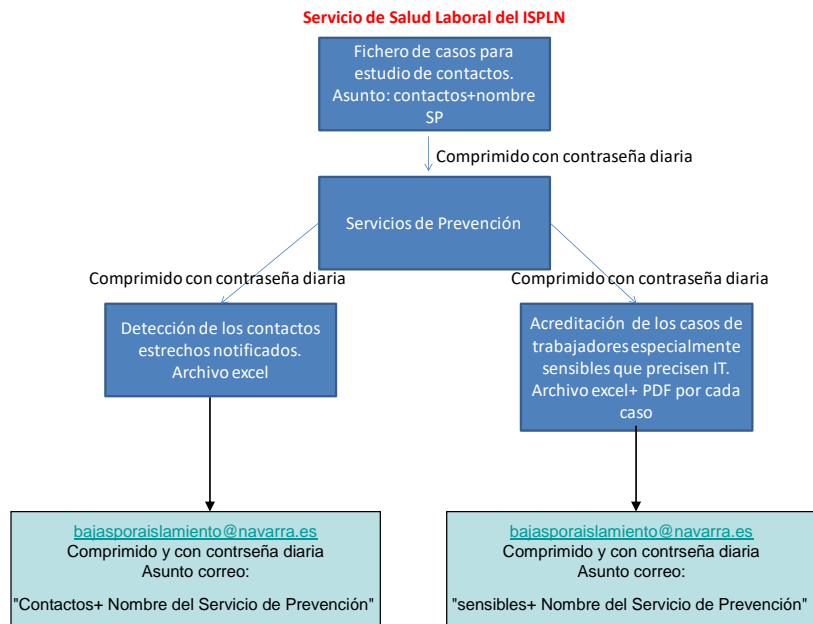 Servicio de Salud Laboral del ISPLN
Fichero de casos para
estudio de contactos.
Asunto: contactos+nombre
SP
Comprimido con contraseña diaria
Servicios de Prevención
Comprimido con contraseña diaria
Comprimido con contraseña diaria
Detección de los contactos
estrechos notificados.
Archivo excel
Acreditación de los casos de
trabajadores especialmente
sensibles que precisen IT.
Archivo excel+ PDF por cada
caso
bajasporaislamiento@navarra.es
Comprimido y con contrseña diaria
Asunto correo:
"Contactos+ Nombre del Servicio de Prevención"
bajasporaislamiento@navarra.es
Comprimido y con contrseña diaria
Asunto correo:
"sensibles+ Nombre del Servicio de Prevención"